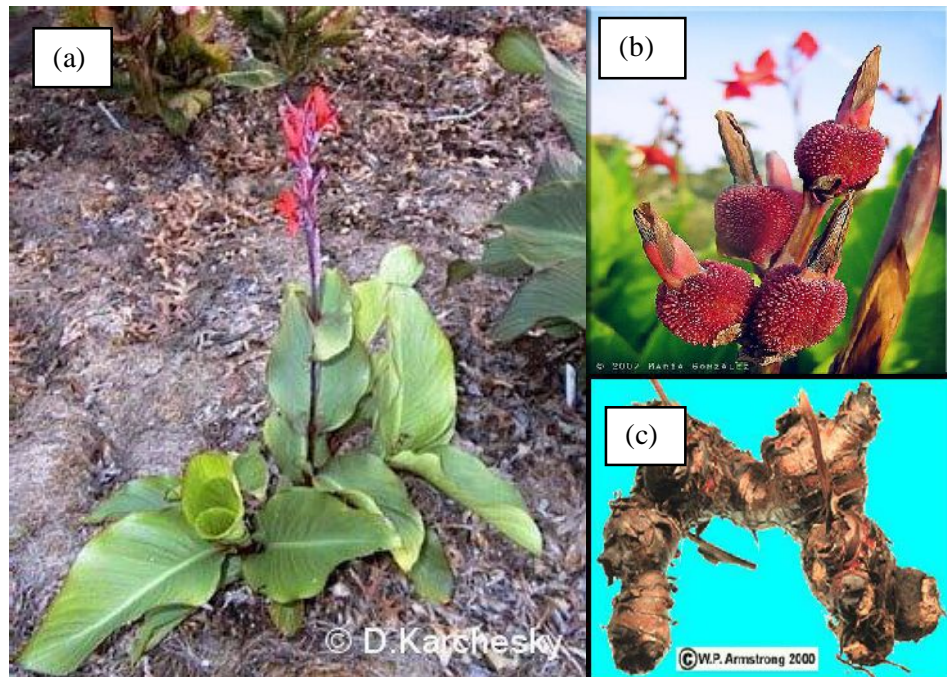 (a)
(b)
(c)
© 2007 MARIA GONZALEZ
© D.Karchesky
©W.P. Armstrong 2000